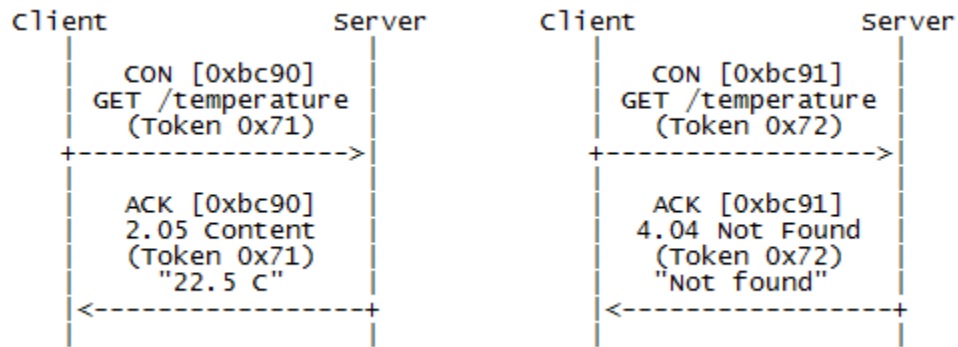 Client Server
CON [0xbc90]
GET /temperature
(Token 0x71)
+----------------->|
ACK [0xbc90]
2.05 Content
(Token 0x71)
"22.5 C"
|<-----------------+
Client Server
CON [0xbc91]
GET /temperature
(Token 0x72)
+----------------->|
ACK [0xbc91]
4.04 Not Found
(Token 0x72)
"Not found"
|<-----------------+